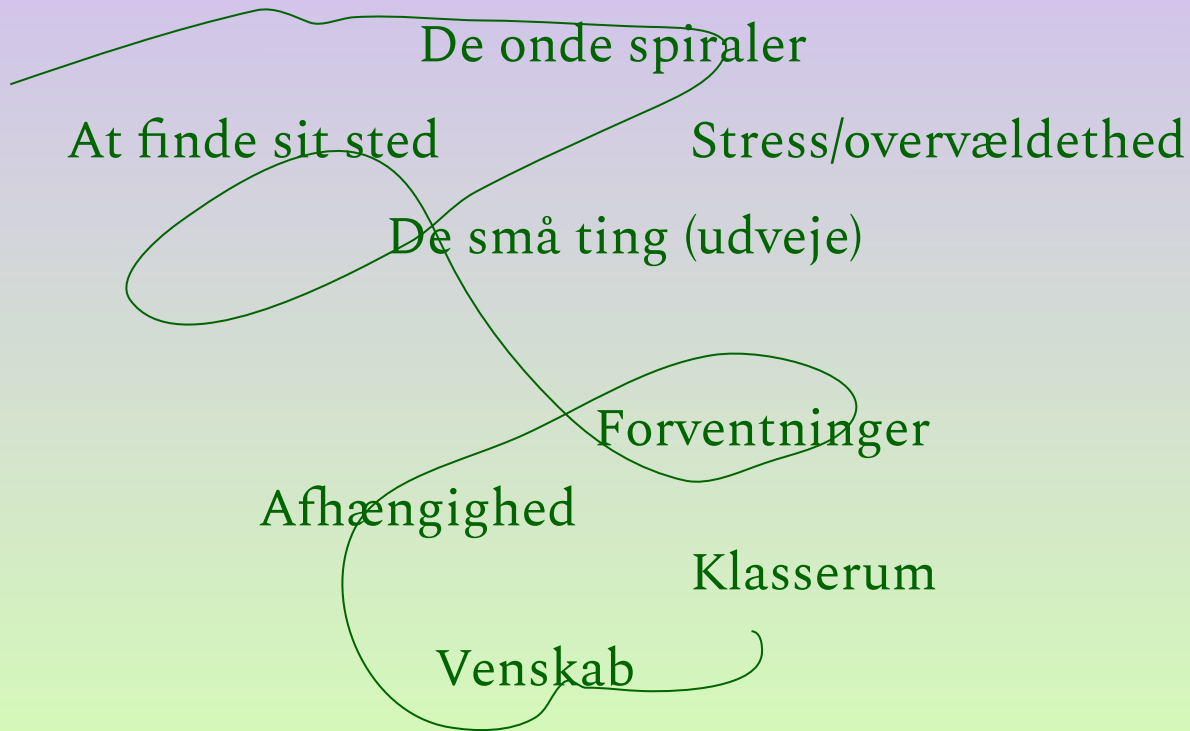 De onde spiraler
At finde sit sted
Stress/overvældethed
De små ting (udveje)
Forventninger
Afhængighed
Klasserum
Venskab